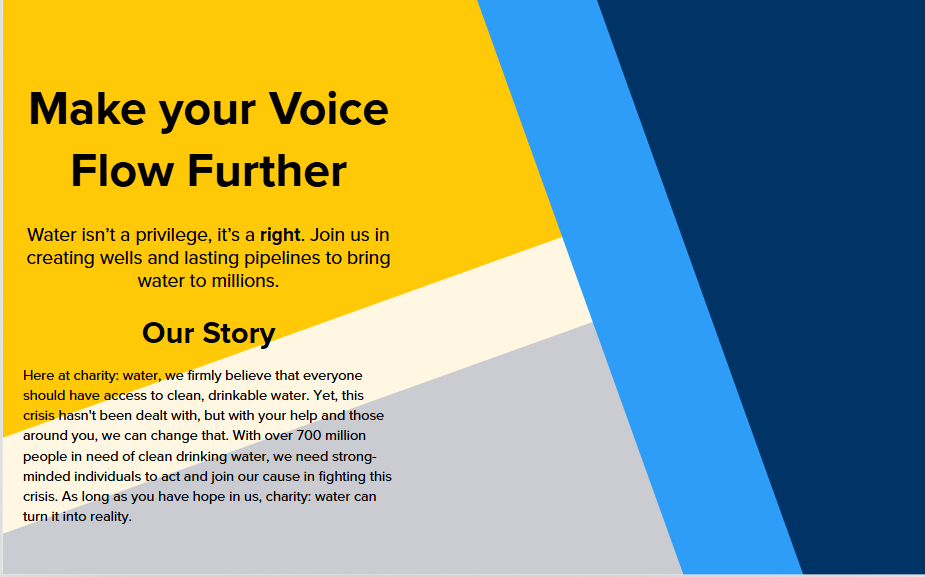 Make your Voice
Flow Further
Water isn’t a privilege, it’s a right. Join us in
creating wells and lasting pipelines to bring
water to millions.
Our Story
Here at charity: water, we firmly believe that everyone
should have access to clean, drinkable water. Yet, this
crisis hasn't been dealt with, but with your help and those
around you, we can change that. With over 700 million
people in need of clean drinking water, we need strong-
minded individuals to act and join our cause in fighting this
crisis. As long as you have hope in us, charity: water can
turn it into reality.